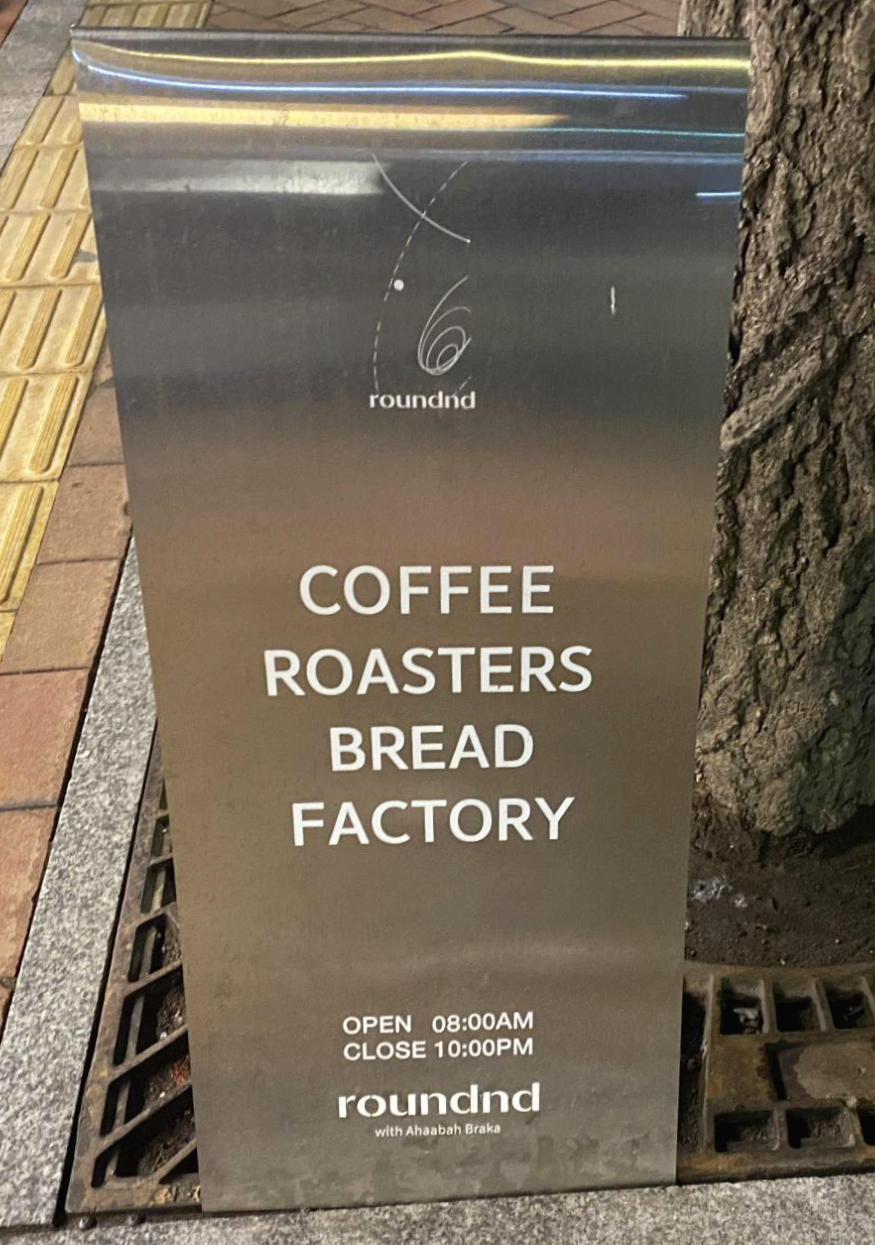 roundnd
COFFEE
ROASTERS
BREAD
FACTORY
OPEN 08:00AM
CLOSE 10:00PM
roundnd
with Ahaabah Braka